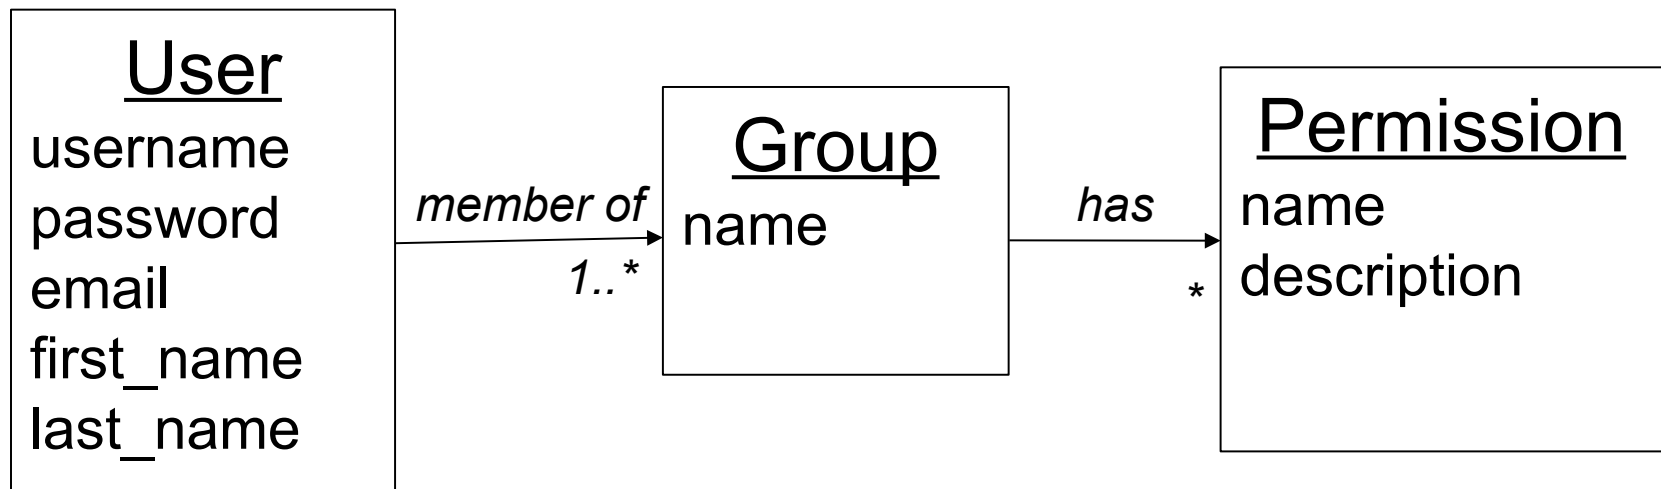 User
username
password
email
first_name
last_name
member of
1..*
Group
name
has
*
Permission
name
description